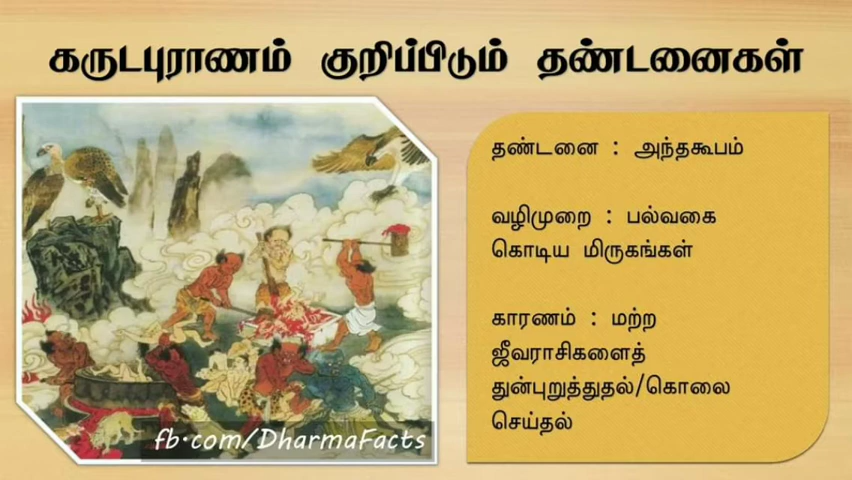 கருடபுராணம் குறிப்பிடும் தண்டனைகள்
தண்டனை : அந்தகூபம்
வழிமுறை : பல்வகை
கொடிய மிருகங்கள்
காரணம் : மற்ற
ஜீவராசிகளைத்
துன்புறுத்துதல்/கொலை
செய்தல்
fb.com/DharmaFacts